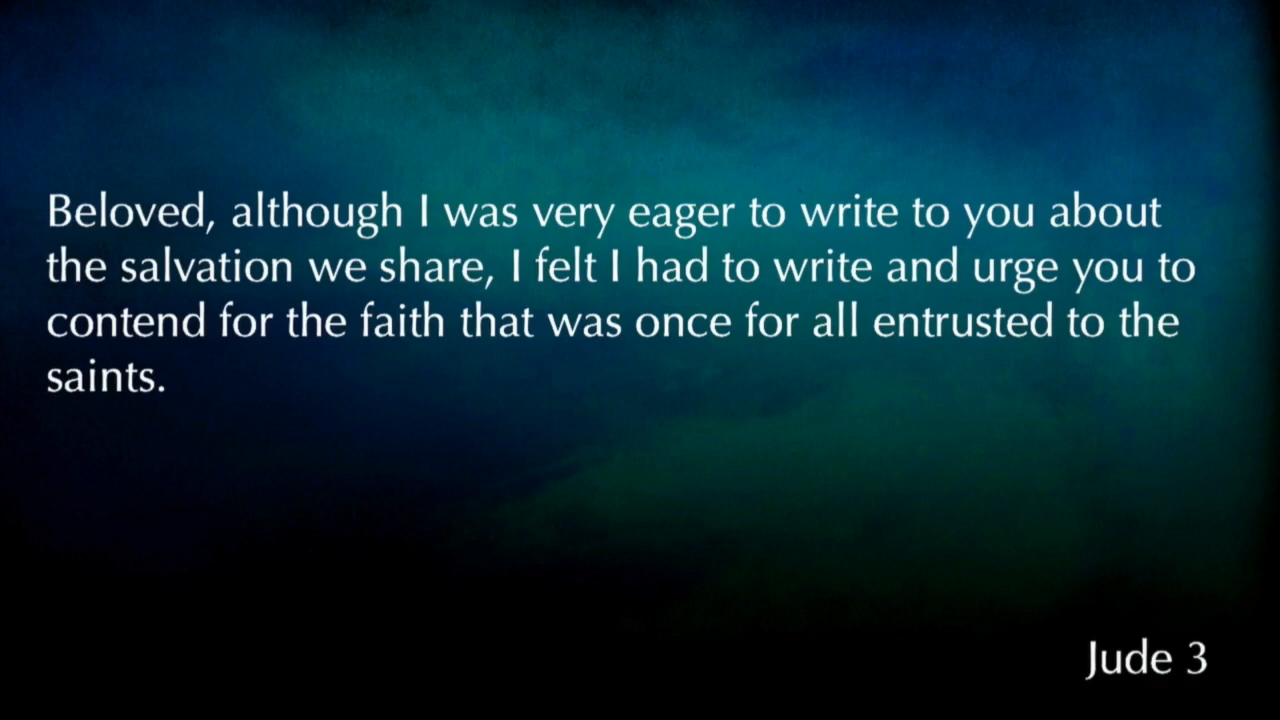 Beloved, although I was very eager to write to you about
the salvation we share, I felt I had to write and urge you to
contend for the faith that was once for all entrusted to the
saints.
Jude 3